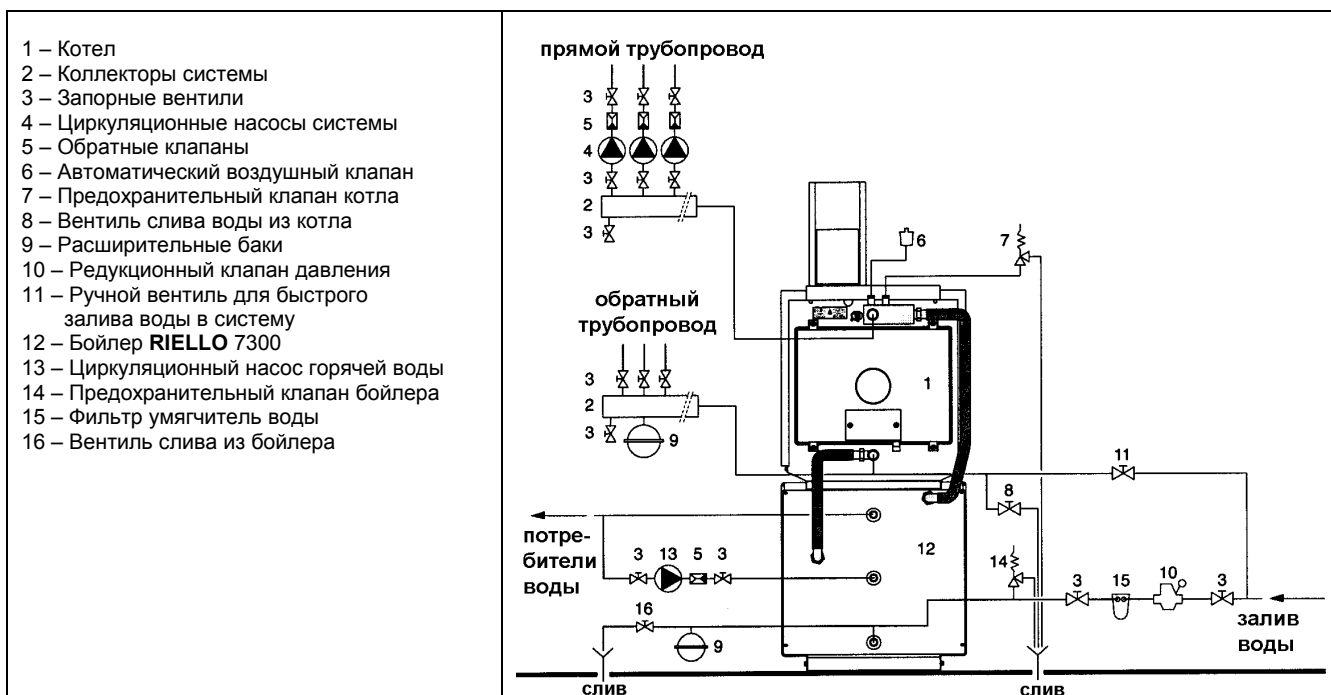 1 – Котел
2 – Коллекторы системы
3 – Запорные вентили
4 – Циркуляционные насосы системы
5 – Обратные клапаны
6 – Автоматический воздушный клапан
7 – Предохранительный клапан котла
8 – Вентиль слива воды из котла
9 – Расширительные баки
10 – Редукционный клапан давления
11 – Ручной вентиль для быстрого
залива воды в систему
12 – Бойлер RIELLO 7300
13 – Циркуляционный насос горячей воды
14 – Предохранительный клапан бойлера
15 – Фильтр умягчитель воды
16 – Вентиль слива из бойлера
прямой трубопровод
3
5
4
3
2
3
6
7
обратный
трубопровод
3
2
3
9
1
11
8
потре-
бители
воды
3 13 5 3
12
14
3 15 10 3
16
9
залив
воды
слив
слив